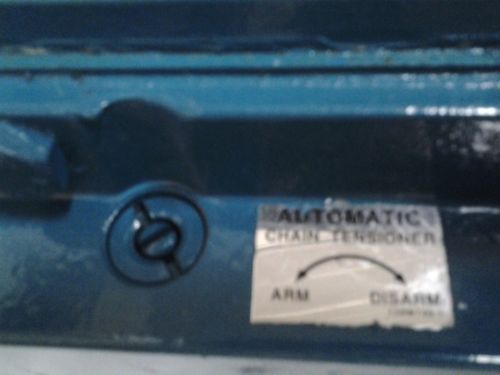 AUTOMATIC
CHAIN TENSIONER
ARM DISARM